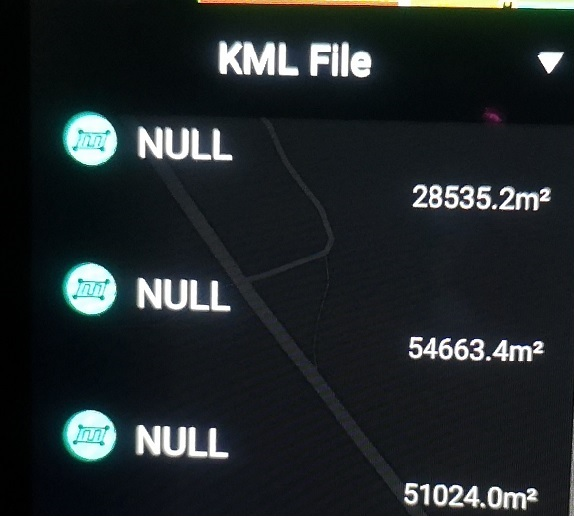 KML File
NULL
28535.2m²
NULL
54663.4m²
NULL
51024.0m²